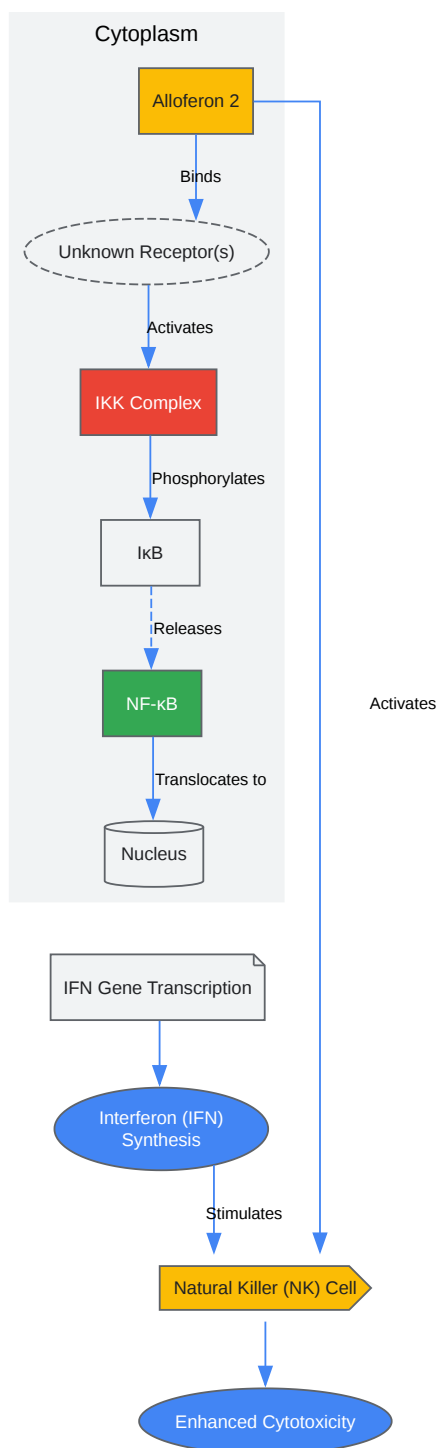 Cytoplasm
Alloferon 2
Binds
Unknown Receptor(s)
Activates
IKK Complex
Phosphorylates
IκB
Releases
NF-κB
Activates
Translocates to
Nucleus
IFN Gene Transcription
Interferon (IFN)
Synthesis
Stimulates
Natural Killer (NK) Cell
Enhanced Cytotoxicity